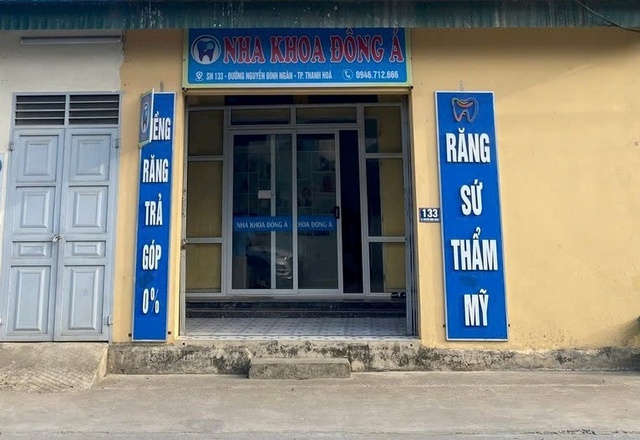 NHA KHOA ĐÔNG Á
SN 133 - ĐƯỜNG NGUYỄN ĐÌNH NGÂN - TP. THANH HOÁ
0946.712.666
RĂNG
TRẢ
GÓP
0%
NHA KHOA ĐÔNG Á
NHA KHOA ĐÔNG Á
133
RĂNG
SỨ
THẨM
MỸ